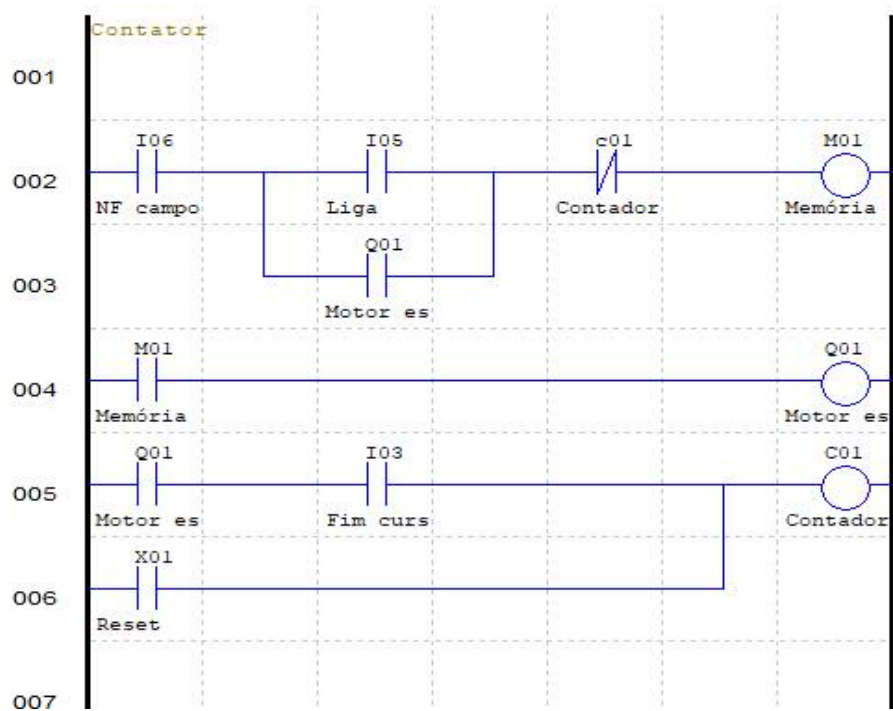 Contator
001
I06 I05 c01 M01
002
NF campo Liga Contador Memória
Q01
003
Motor es
M01 Q01
004
Memória Motor es
Q01 I03 C01
005
Motor es Fim curs Contador
X01
006
Reset
007